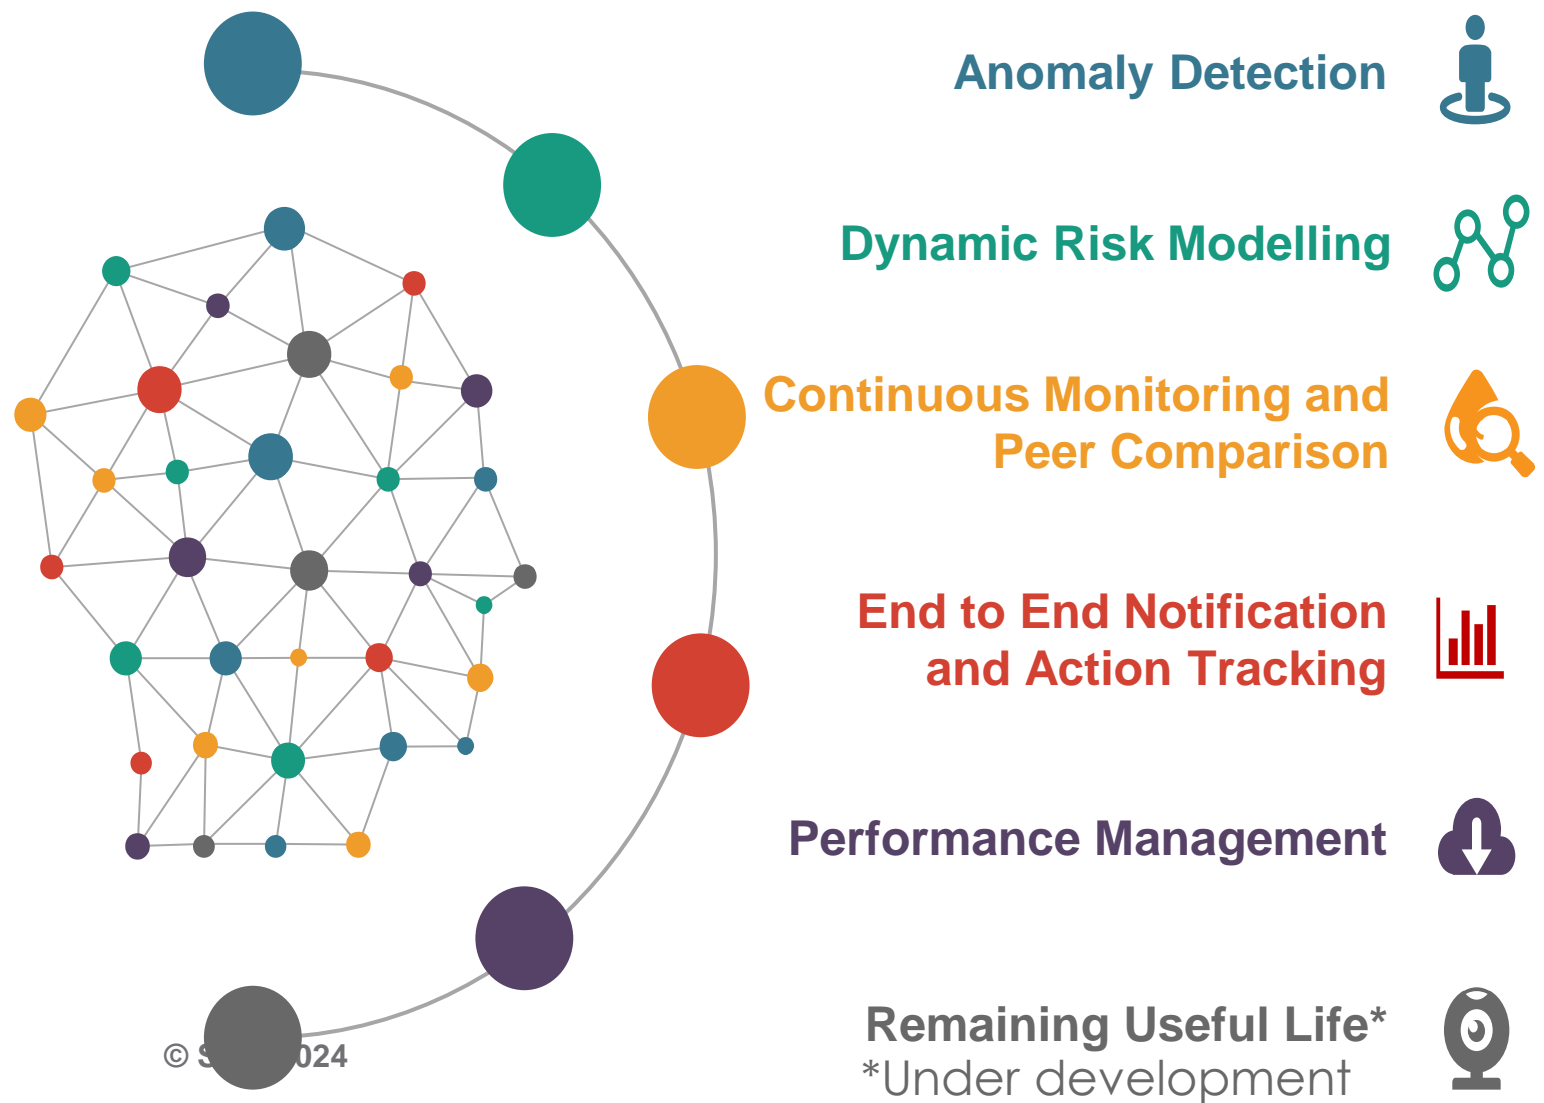 Anomaly Detection
Dynamic Risk Modelling
Continuous Monitoring and
Peer Comparison
End to End Notification
and Action Tracking
Performance Management
Remaining Useful Life*
*Under development
©